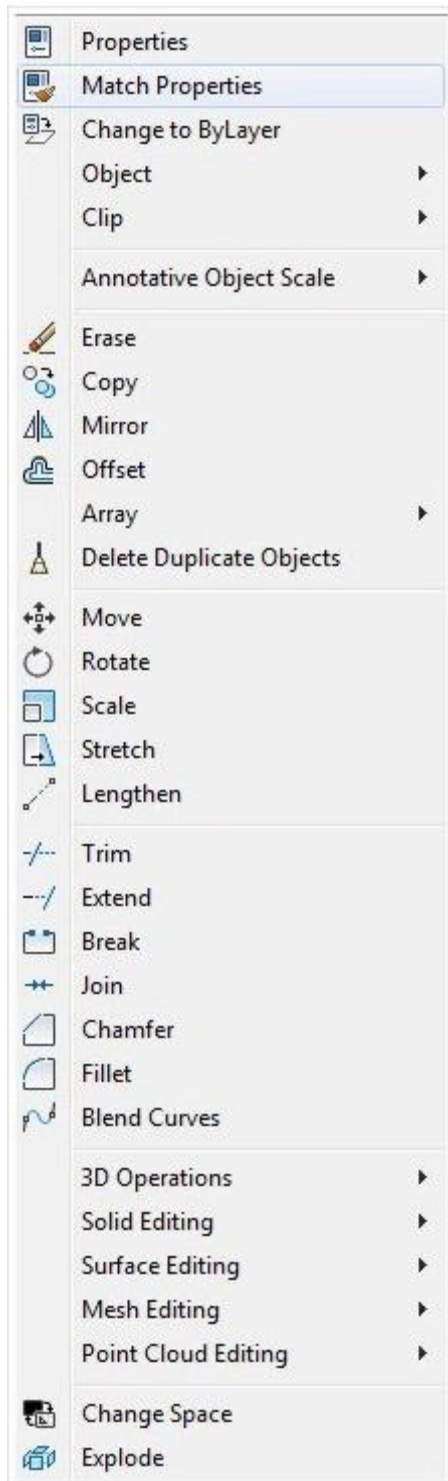 Properties
Match Properties
Change to ByLayer
Object
Clip
Annotative Object Scale
Erase
Copy
Mirror
Offset
Array
Delete Duplicate Objects
Move
Rotate
Scale
Stretch
Lengthen
Trim
Extend
Break
Join
Chamfer
Fillet
Blend Curves
3D Operations
Solid Editing
Surface Editing
Mesh Editing
Point Cloud Editing
Change Space
Explode